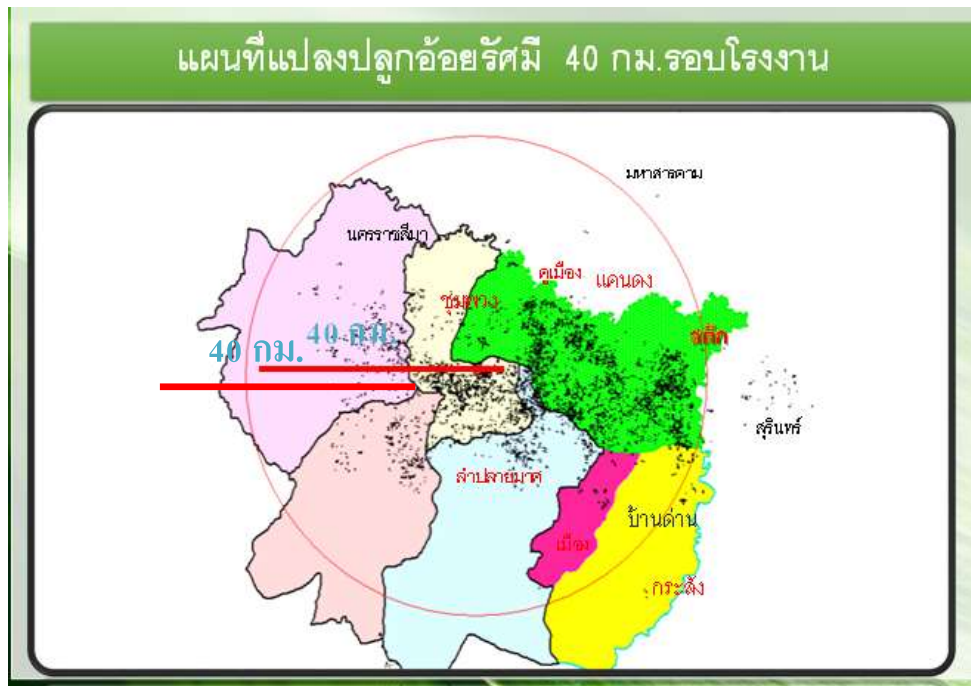 แผนที่แปลงปลูกอ้อยรัศมี 40 กม.รอบโรงงาน
มหาสารคาม
นครราชสีมา
คูเมือง
แคนดง
ชุมพวง
สตึก
40 กม.
40 กม.
สุรินทร์
ลำปลายมาศ
บ้านด่าน
เมือง
กระสัง